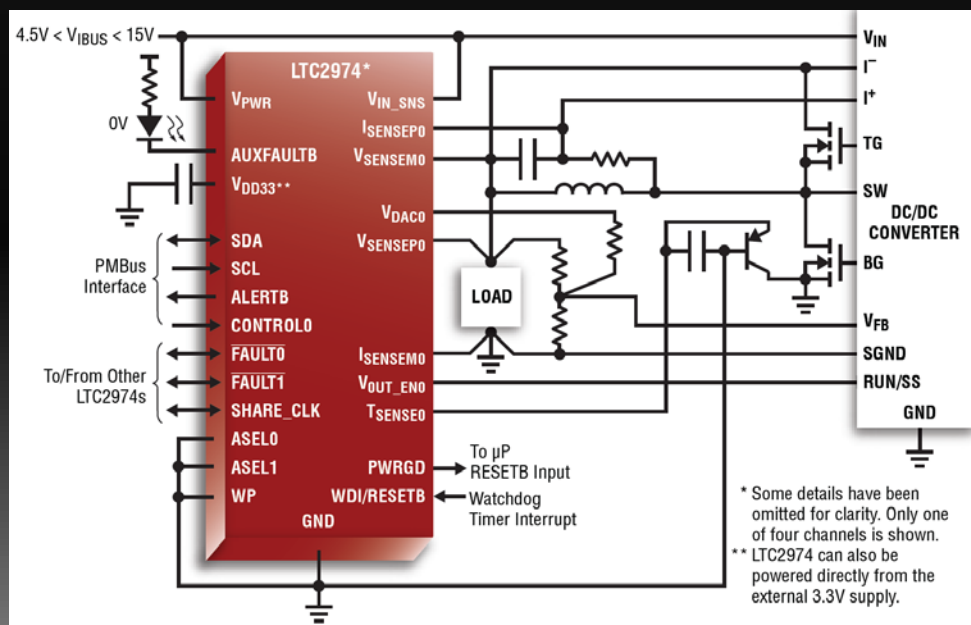 4.5V < VIBUS < 15V
LTC2974*
VPWR
0V
AUXFAULTB
VDD33**
SDA
PMBus
Interface
SCL
ALERTB
CONTROL0
FAULT0
To/From Other
LTC2974s
FAULT1
SHARE_CLK
ASEL0
ASEL1
WP
GND
VIN_SNS
ISENSEP0
VSENSEM0
VDAC0
VSENSEP0
ISENSEM0
VOUT_EN0
TSENSE0
PWRGD
WDI/RESETB
To µP
RESETB Input
Watchdog
Timer Interrupt
LOAD
VIN
I−
I+
TG
SW
DC/DC
CONVERTER
BG
VFB
SGND
RUN/SS
GND
* Some details have been
omitted for clarity. Only one
of four channels is shown.
** LTC2974 can also be
powered directly from the
external 3.3V supply.